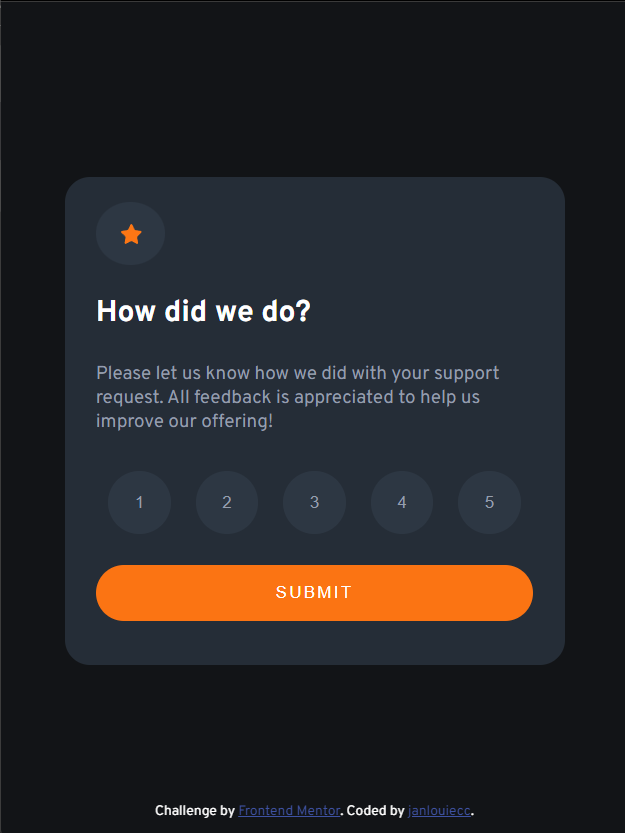 How did we do?
Please let us know how we did with your support
request. All feedback is appreciated to help us
improve our offering!
1 2 3 4 5
SUBMIT
Challenge by Frontend Mentor. Coded by janlouiecc.